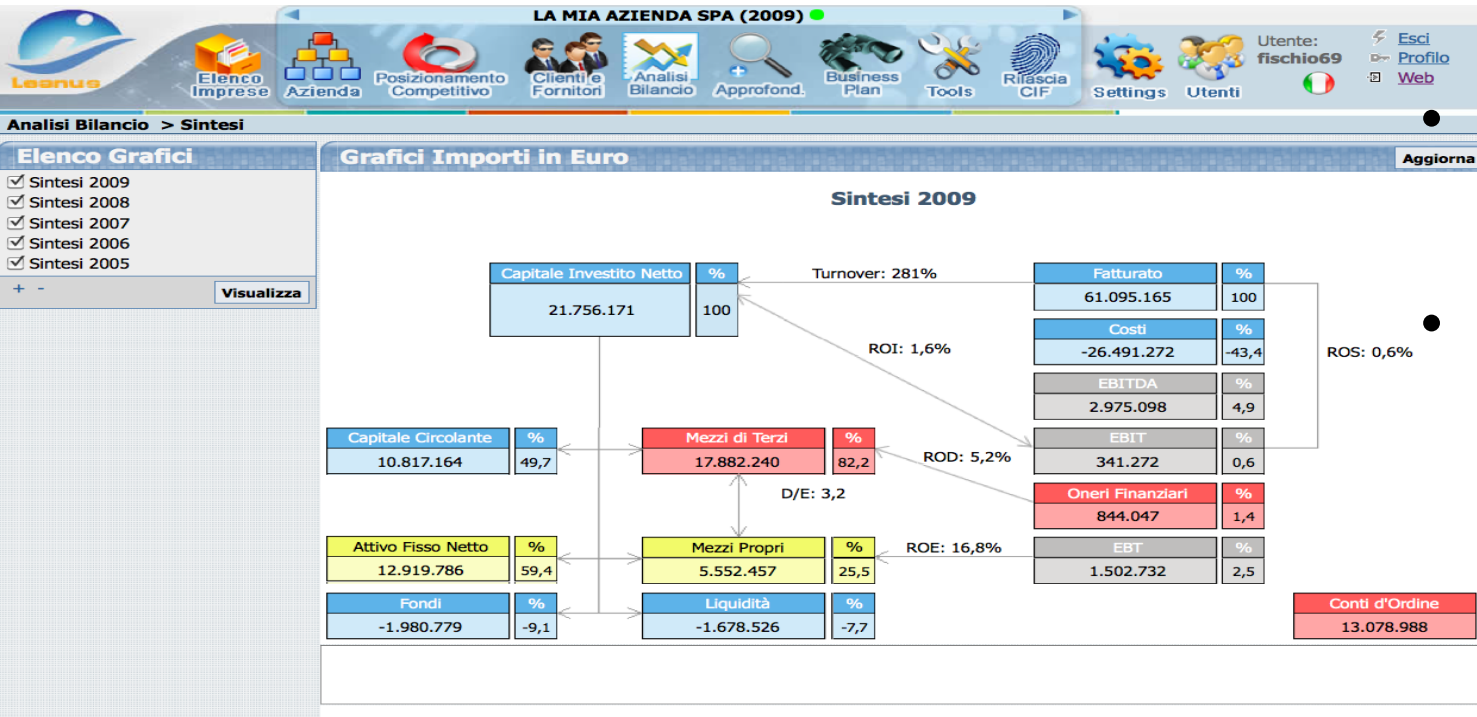 LA MIA AZIENDA SPA (2009)
Leanus
Elenco Imprese
Azienda
Posizionamento Competitivo
Clienti e Fornitori
Analisi Bilancio
Approfond.
Business Plan
Tools
Rilascia CIF
Settings
Utenti
Utente:
fischio69
Esci
Profilo
Web
Analisi Bilancio > Sintesi
Elenco Grafici
Sintesi 2009
Sintesi 2008
Sintesi 2007
Sintesi 2006
Sintesi 2005
+ -
Visualizza
Grafici Importi in Euro
Aggiorna
Sintesi 2009
Capitale Investito Netto %
21.756.171 100
Turnover: 281%
Fatturato %
61.095.165 100
Costi %
-26.491.272 -43,4
ROI: 1,6%
ROS: 0,6%
EBITDA %
2.975.098 4,9
Capitale Circolante %
10.817.164 49,7
Mezzi di Terzi %
17.882.240 82,2
ROD: 5,2%
EBIT %
341.272 0,6
D/E: 3,2
Oneri Finanziari %
844.047 1,4
Attivo Fisso Netto %
12.919.786 59,4
Mezzi Propri %
5.552.457 25,5
ROE: 16,8%
EBT %
1.502.732 2,5
Fondi %
-1.980.779 -9,1
Liquidità %
-1.678.526 -7,7
Conti d'Ordine
13.078.988